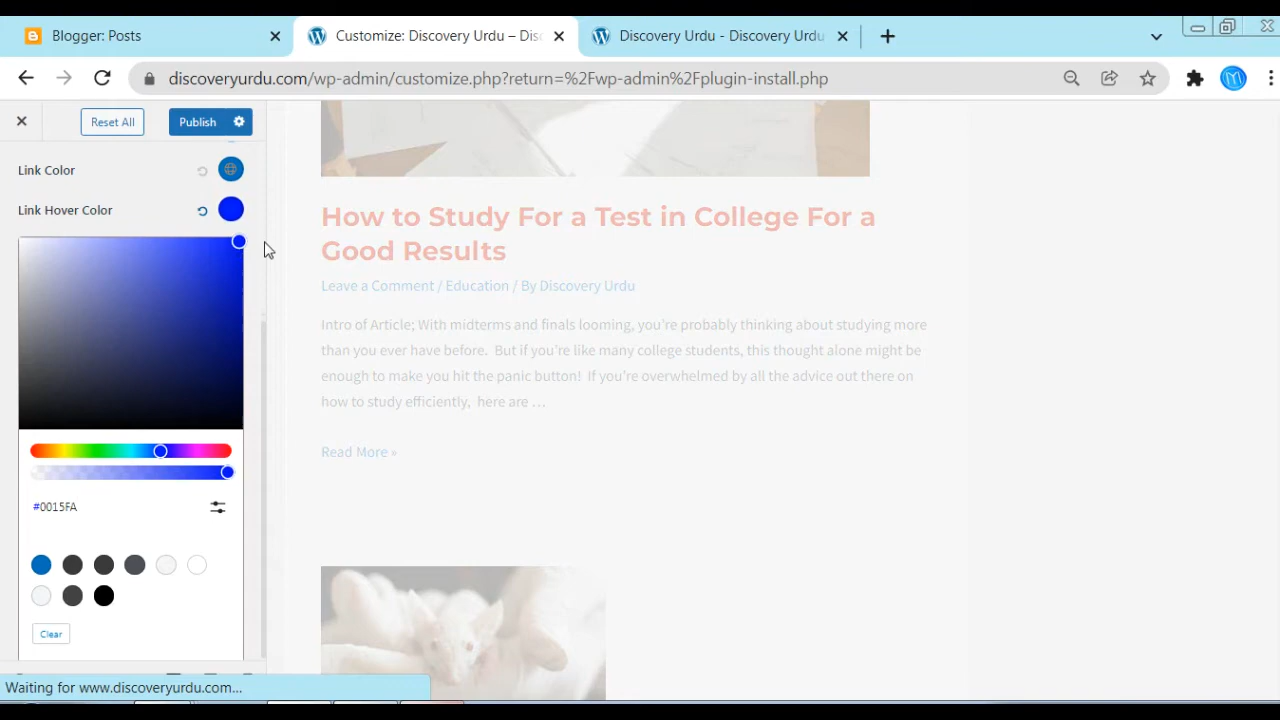 Blogger: Posts
Customize: Discovery Urdu – Disc
Discovery Urdu - Discovery Urdu
discoveryurdu.com/wp-admin/customize.php?return=%2Fwp-admin%2Fplugin-install.php
Reset All
Publish
Link Color
Link Hover Color
#0015FA
Clear
Waiting for www.discoveryurdu.com...
How to Study For a Test in College For a
Good Results
Leave a Comment / Education / By Discovery Urdu
Intro of Article; With midterms and finals looming, you're probably thinking about studying more
than you ever have before. But if you're like many college students, this thought alone might be
enough to make you hit the panic button! If you're overwhelmed by all the advice out there on
how to study efficiently, here are …
Read More »